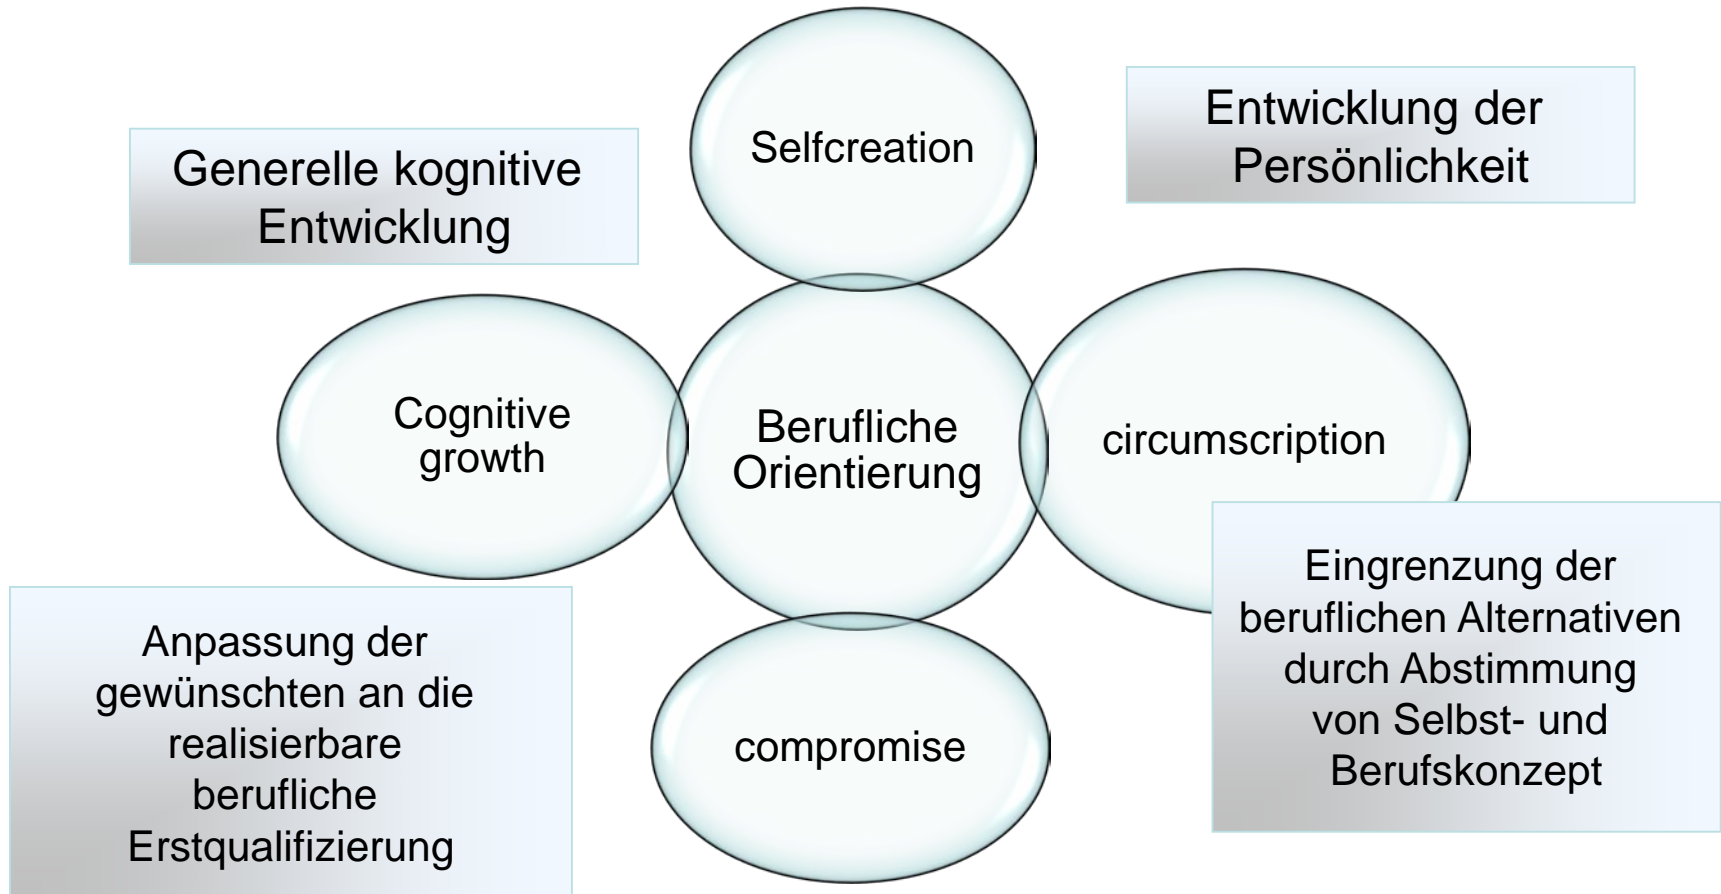 Selfcreation
Entwicklung der
Persönlichkeit
Generelle kognitive
Entwicklung
Cognitive
growth
Berufliche
Orientierung
circumscription
Eingrenzung der
beruflichen Alternativen
durch Abstimmung
von Selbst- und
Berufskonzept
Anpassung der
gewünschten an die
realisierbare
berufliche
Erstqualifizierung
compromise